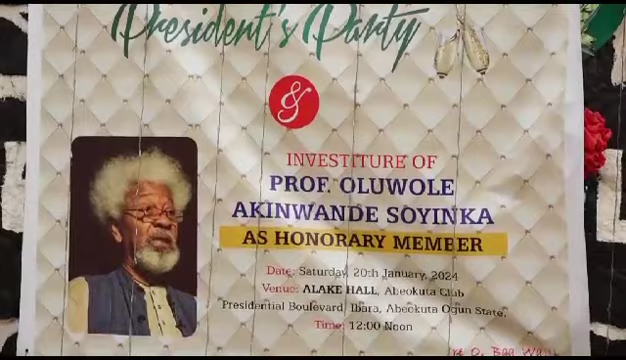 President's Party
&
INVESTITURE OF
PROF. OLUWOLE
AKINWANDE SOYINKA
AS HONORARY MEMBER
Date: Saturday, 20th January, 2024
Venue: ALAKE HALL, Abeokuta Club
Presidential Boulevard, Ibara, Abeokuta Ogun State,
Time: 12:00 Noon